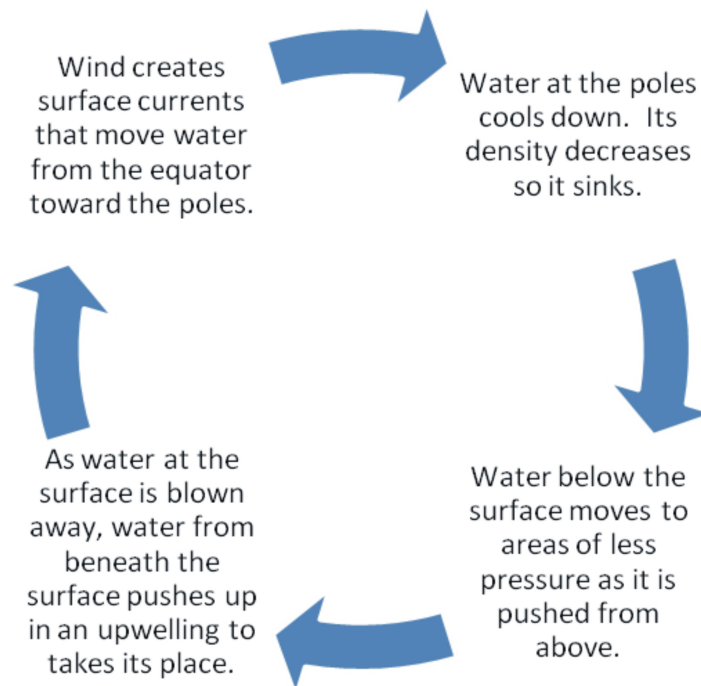 Wind creates
surface currents
that move water
from the equator
toward the poles.
Water at the poles
cools down.  Its
density decreases
so it sinks.
Water below the
surface moves to
areas of less
pressure as it is
pushed from
above.
As water at the
surface is blown
away, water from
beneath the
surface pushes up
in an upwelling to
takes its place.